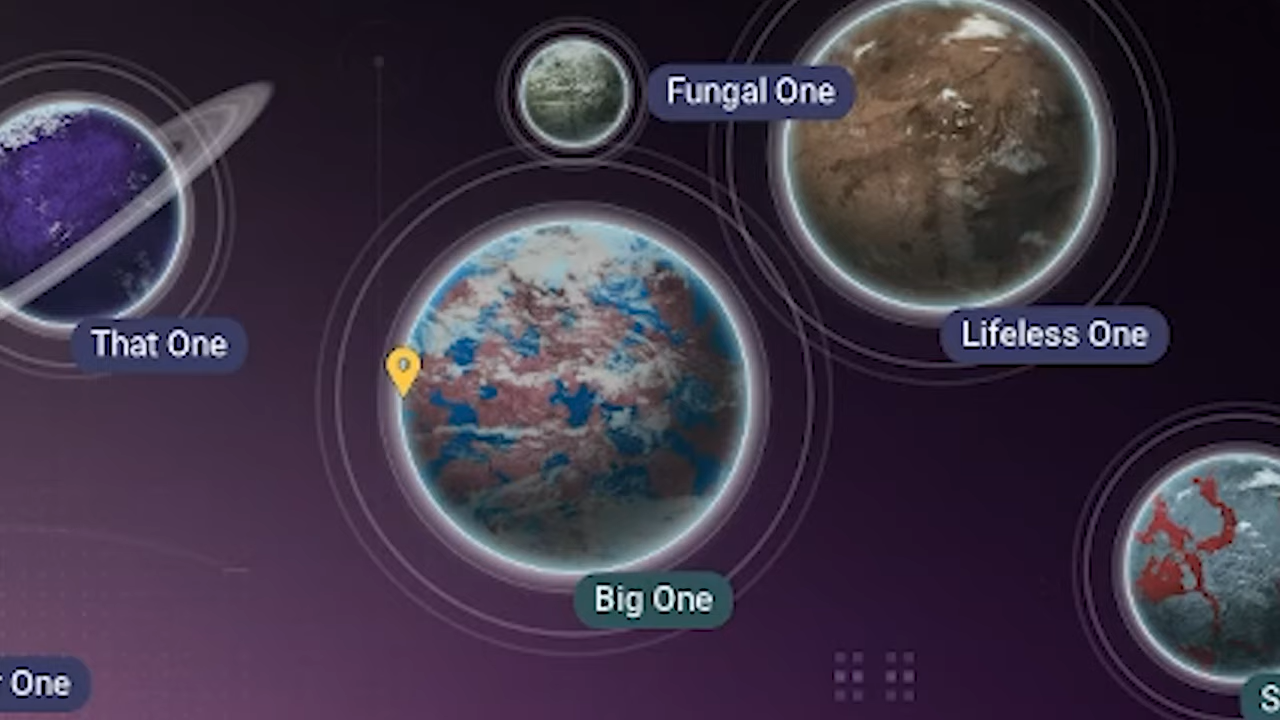 Fungal One
Lifeless One
That One
Big One
One